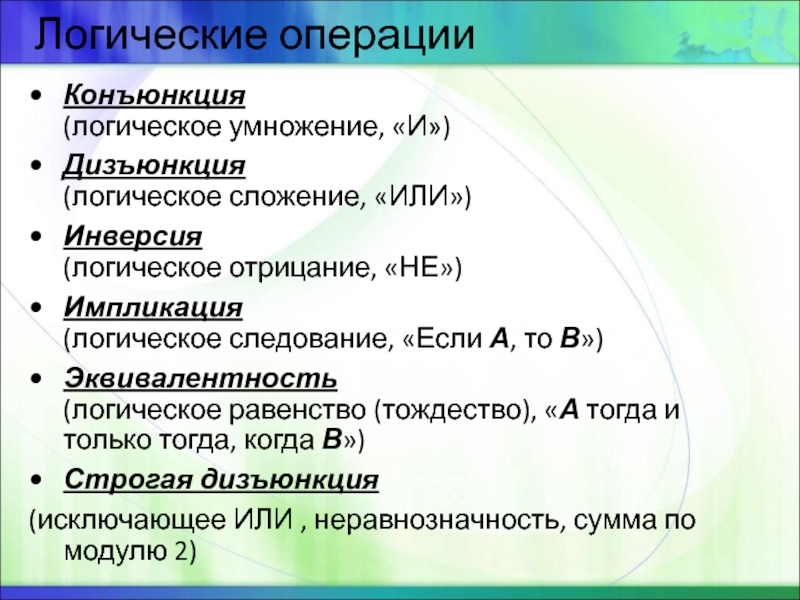 Логические операции
• Конъюнкция
(логическое умножение, «И»)
• Дизъюнкция
(логическое сложение, «ИЛИ»)
• Инверсия
(логическое отрицание, «НЕ»)
• Импликация
(логическое следование, «Если А, то В»)
• Эквивалентность
(логическое равенство (тождество), «А тогда и
только тогда, когда В»)
• Строгая дизъюнкция
(исключающее ИЛИ , неравнозначность, сумма по
модулю 2)